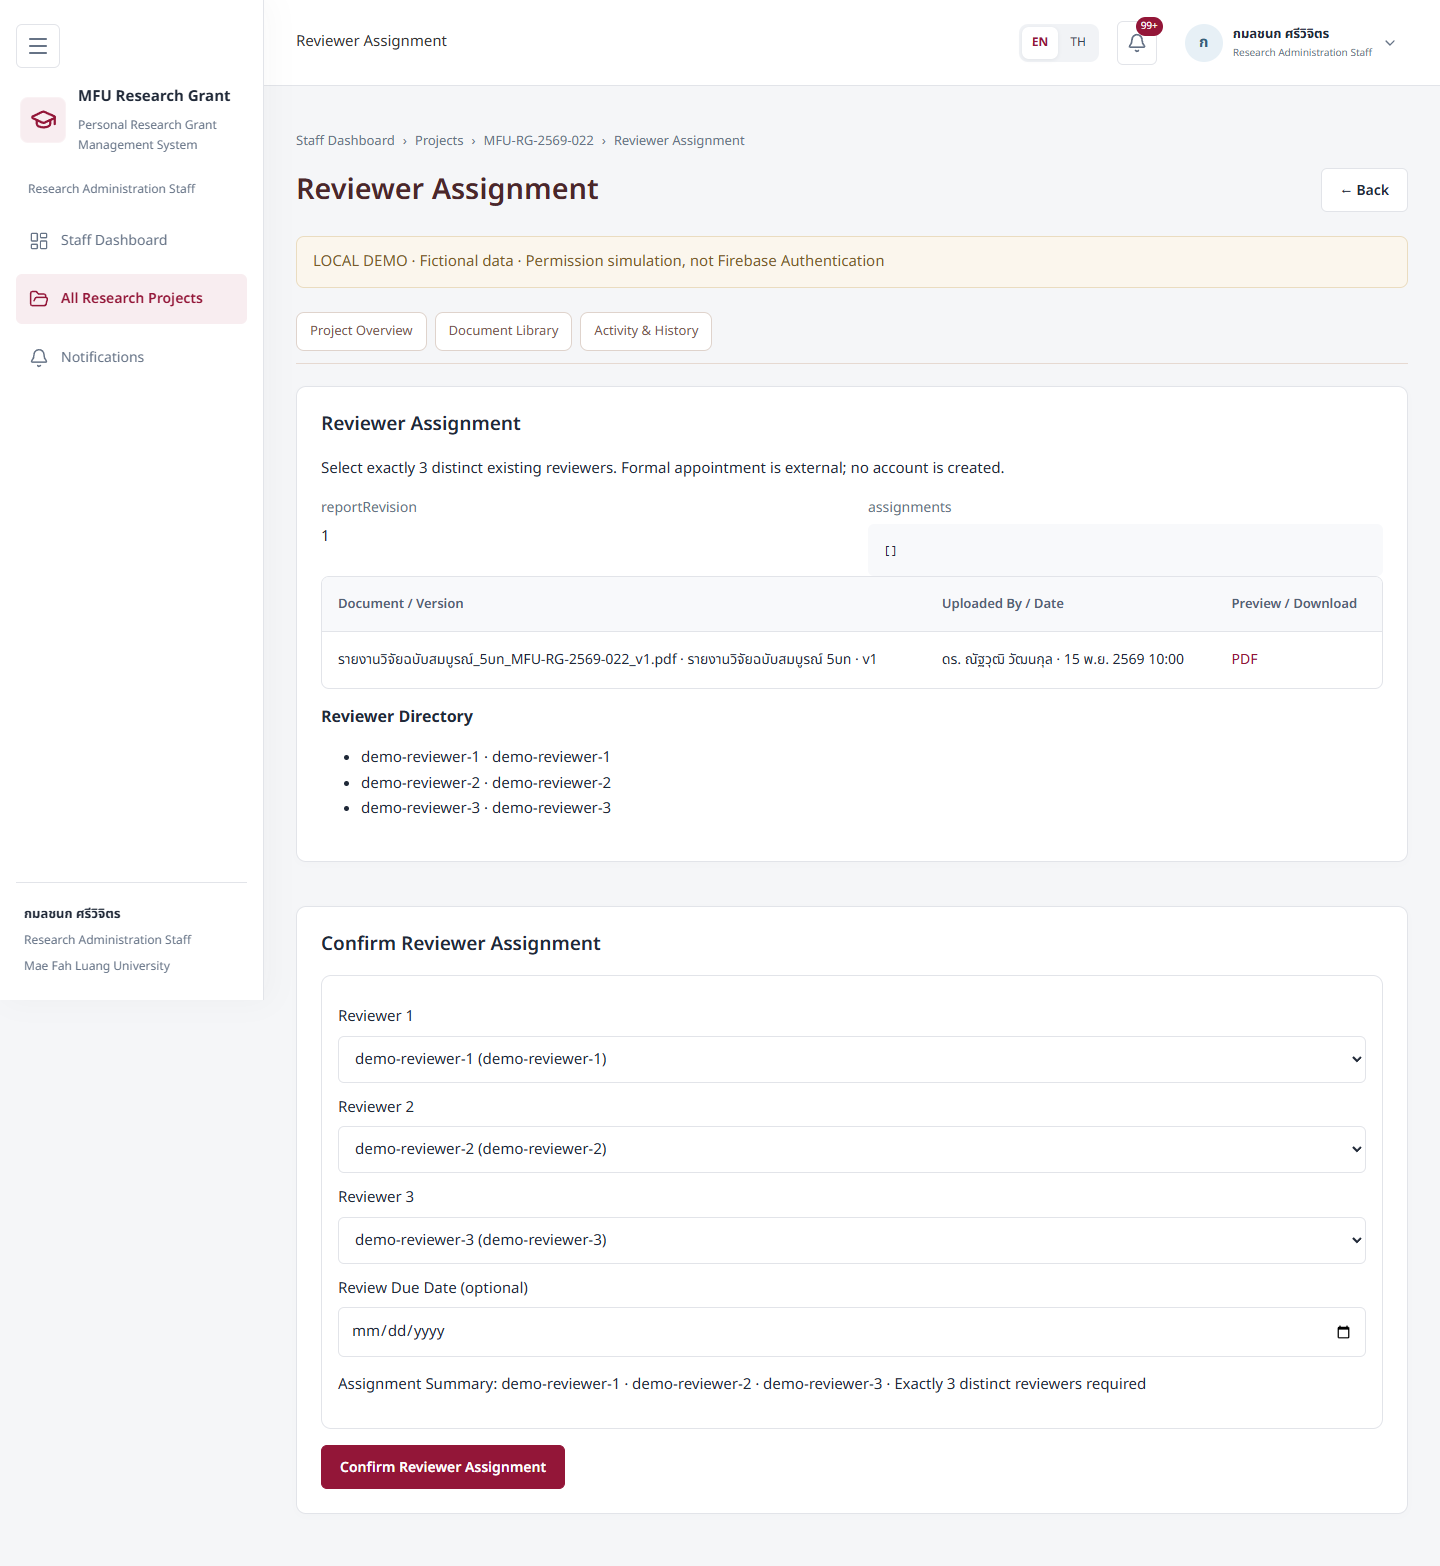 Reviewer Assignment
EN TH
99+
ก
กมลชนก ศรีวิจิตร
Research Administration Staff
MFU Research Grant
Personal Research Grant
Management System
Research Administration Staff
Staff Dashboard
All Research Projects
Notifications
กมลชนก ศรีวิจิตร
Research Administration Staff
Mae Fah Luang University
Staff Dashboard › Projects › MFU-RG-2569-022 › Reviewer Assignment
Reviewer Assignment
← Back
LOCAL DEMO · Fictional data · Permission simulation, not Firebase Authentication
Project Overview
Document Library
Activity & History
Reviewer Assignment
Select exactly 3 distinct existing reviewers. Formal appointment is external; no account is created.
reportRevision
1
assignments
[]
Document / Version Uploaded By / Date Preview / Download
รายงานวิจัยฉบับสมบูรณ์_5บท_MFU-RG-2569-022_v1.pdf · รายงานวิจัยฉบับสมบูรณ์ 5บท · v1 ดร. ณัฐวุฒิ วัฒนกุล · 15 พ.ย. 2569 10:00 PDF
Reviewer Directory
• demo-reviewer-1 · demo-reviewer-1
• demo-reviewer-2 · demo-reviewer-2
• demo-reviewer-3 · demo-reviewer-3
Confirm Reviewer Assignment
Reviewer 1
demo-reviewer-1 (demo-reviewer-1)
Reviewer 2
demo-reviewer-2 (demo-reviewer-2)
Reviewer 3
demo-reviewer-3 (demo-reviewer-3)
Review Due Date (optional)
mm/dd/yyyy
Assignment Summary: demo-reviewer-1 · demo-reviewer-2 · demo-reviewer-3 · Exactly 3 distinct reviewers required
Confirm Reviewer Assignment